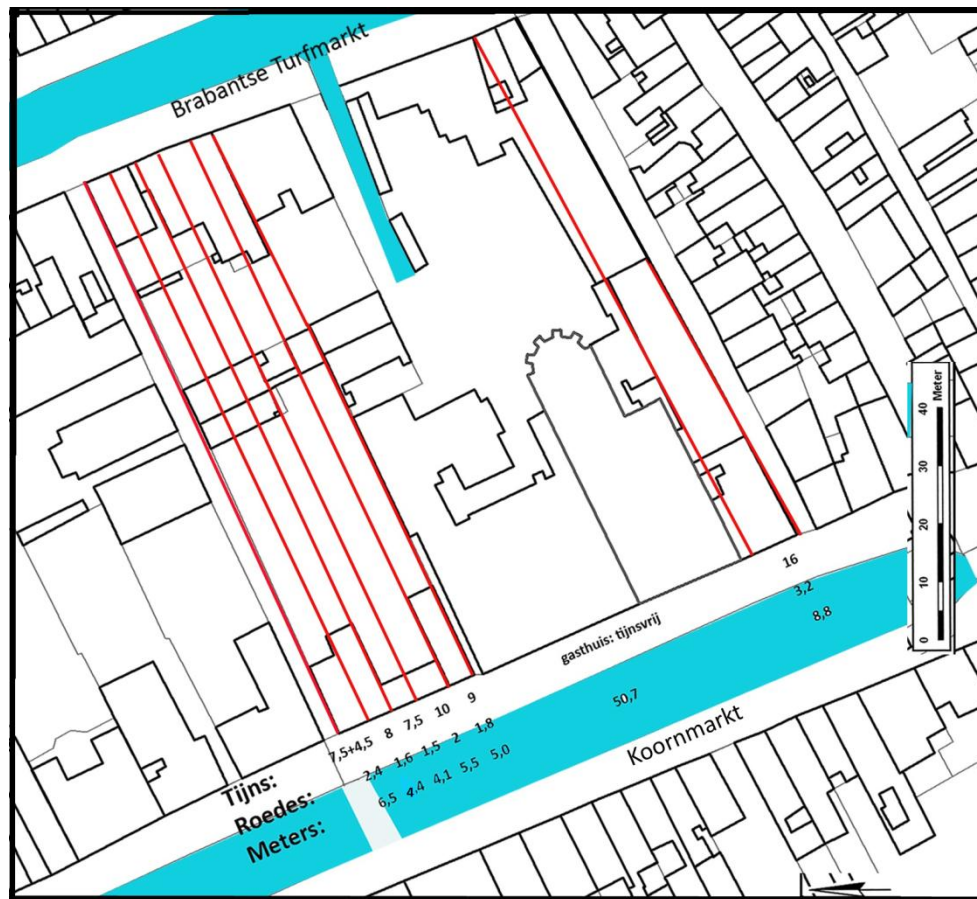 Brabantse Turfmarkt
40
30
20
10
0
Meter
gasthuis: tijnsvrij
Koornmarkt
Tijns: 7,5+4,5 8 7,5 10 9 16
Roedes: 2,4 1,6 1,5 2 1,8 3,2
Meters: 6,5 4.4 4,1 5,5 5,0 50,7 8,8